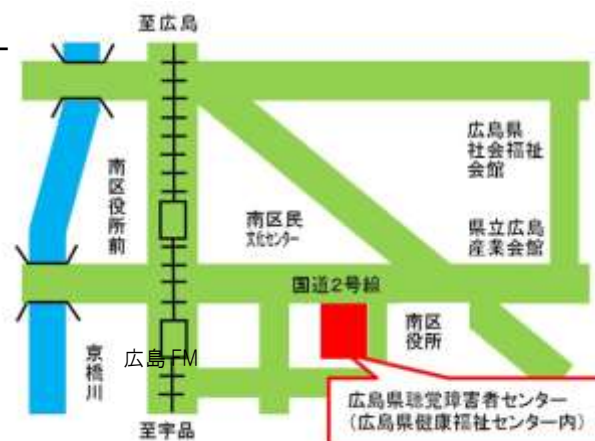 至広島
広島県
社会福祉
会館
南区役所前
南区民
文化センター
県立広島
産業会館
国道2号線
南区
役所
京橋川
広島FM
広島県聴覚障害者センター
(広島県健康福祉センター内)
至宇品